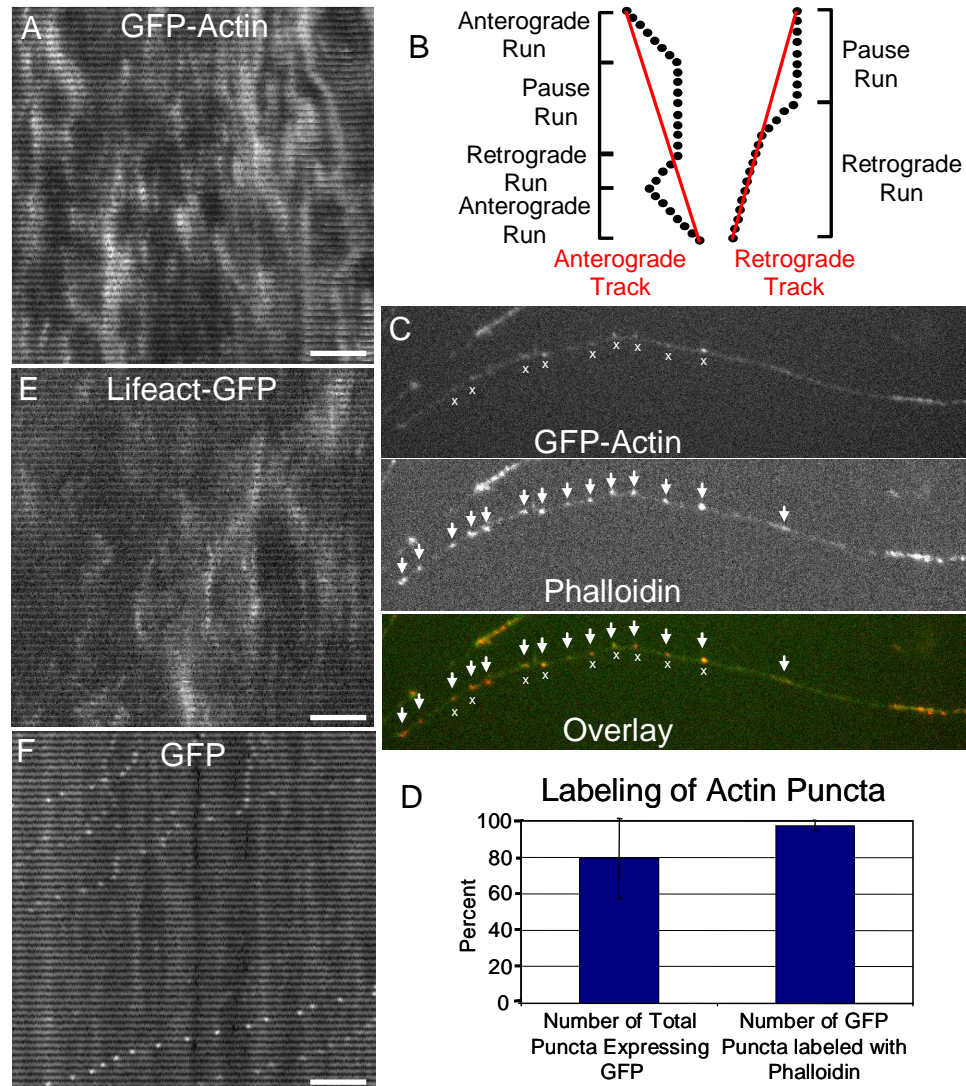 A
GFP-Actin
B
Anterograde
Run
Pause
Run
Retrograde
Run
Anterograde
Run
Anterograde
Track
Pause
Run
Retrograde
Run
Retrograde
Track
C
x x x x x x x x x
GFP-Actin
Phalloidin
x x x x x x x x x
Overlay
D
Labeling of Actin Puncta
Percent
100
80
60
40
20
0
Number of Total
Puncta Expressing
GFP
Number of GFP
Puncta labeled with
Phalloidin
E
Lifeact-GFP
F
GFP